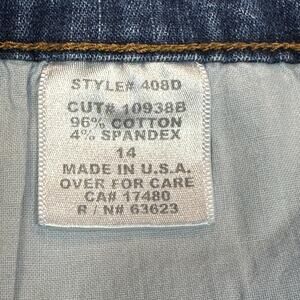 STYLE# 408D
CUT# 10938B
96% COTTON
4% SPANDEX
14
MADE IN U.S.A.
OVER FOR CARE
CA# 17480
R / N# 63623